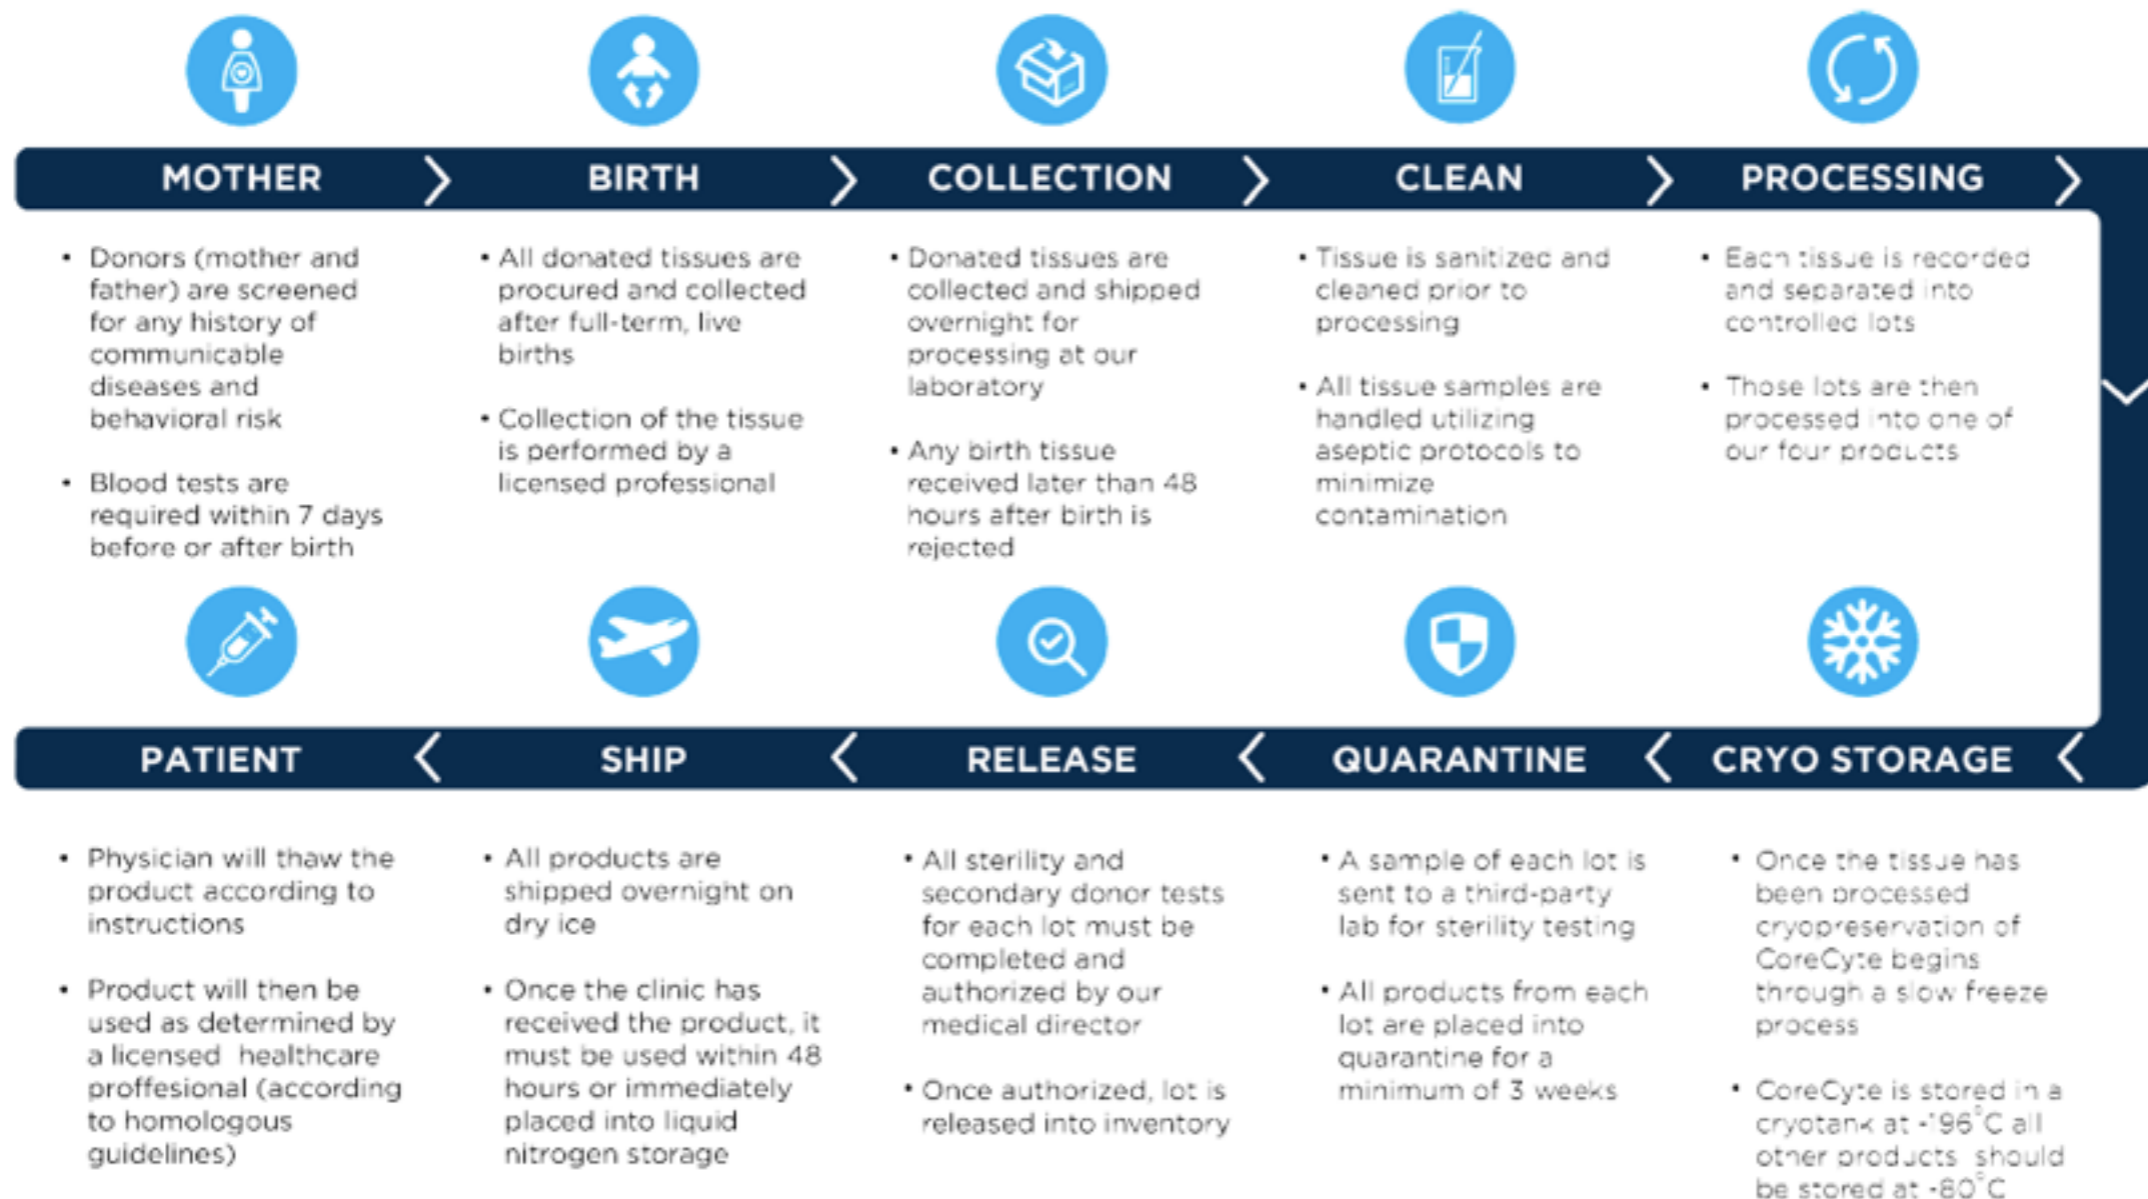 MOTHER
• Donors (mother and
father) are screened
for any history of
communicable
diseases and
behavioral risk
• Blood tests are
required within 7 days
before or after birth
BIRTH
• All donated tissues are
procured and collected
after full-term, live
births
• Collection of the tissue
is performed by a
licensed professional
COLLECTION
• Donated tissues are
collected and shipped
overnight for
processing at our
laboratory
• Any birth tissue
received later than 48
hours after birth is
rejected
CLEAN
• Tissue is sanitized and
cleaned prior to
processing
• All tissue samples are
handled utilizing
aseptic protocols to
minimize
contamination
PROCESSING
• Each tissue is recorded
and separated into
controlled lots
• Those lots are then
processed into one of
our four products
CRYO STORAGE
• Once the tissue has
been processed
cryopreservation of
CoreCyte begins
through a slow freeze
process
• CoreCyte is stored in a
cryotank at -196°C all
other products should
be stored at -80°C
QUARANTINE
• A sample of each lot is
sent to a third-party
lab for sterility testing
• All products from each
lot are placed into
quarantine for a
minimum of 3 weeks
RELEASE
• All sterility and
secondary donor tests
for each lot must be
completed and
authorized by our
medical director
• Once authorized, lot is
released into inventory
SHIP
• All products are
shipped overnight on
dry ice
• Once the clinic has
received the product, it
must be used within 48
hours or immediately
placed into liquid
nitrogen storage
PATIENT
• Physician will thaw the
product according to
instructions
• Product will then be
used as determined by
a licensed healthcare
proffesional (according
to homologous
guidelines)